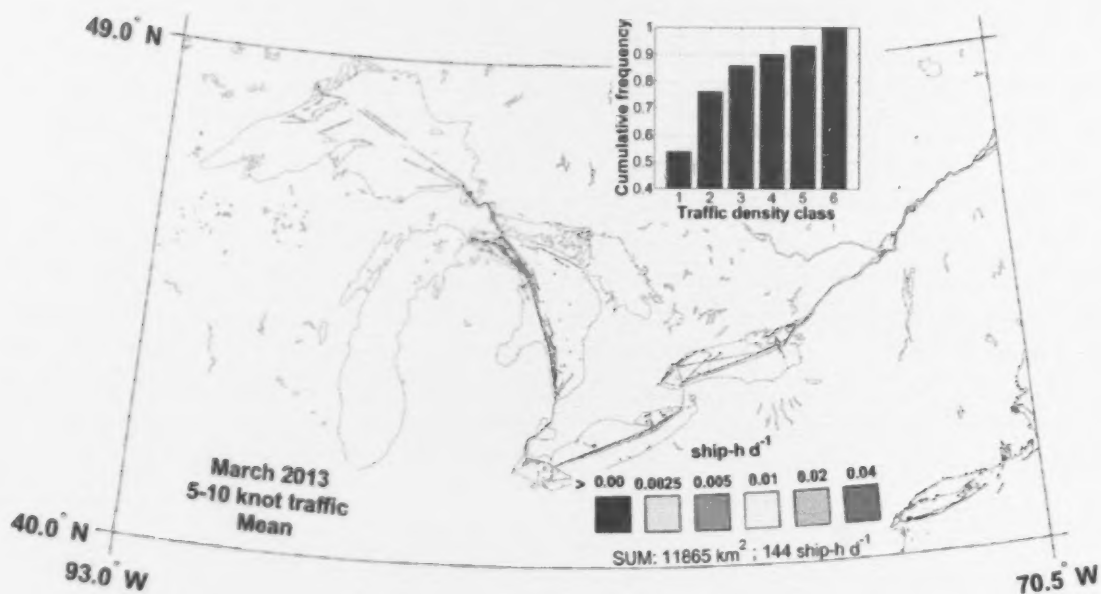 49.0° N
Cumulative frequency
1
0.9
0.8
0.7
0.6
0.5
0.4
1 2 3 4 5 6
Traffic density class
March 2013
5-10 knot traffic
Mean
ship-h d⁻¹
> 0.00 0.0025 0.005 0.01 0.02 0.04
SUM: 11865 km² ; 144 ship-h d⁻¹
40.0° N
93.0° W
70.5° W